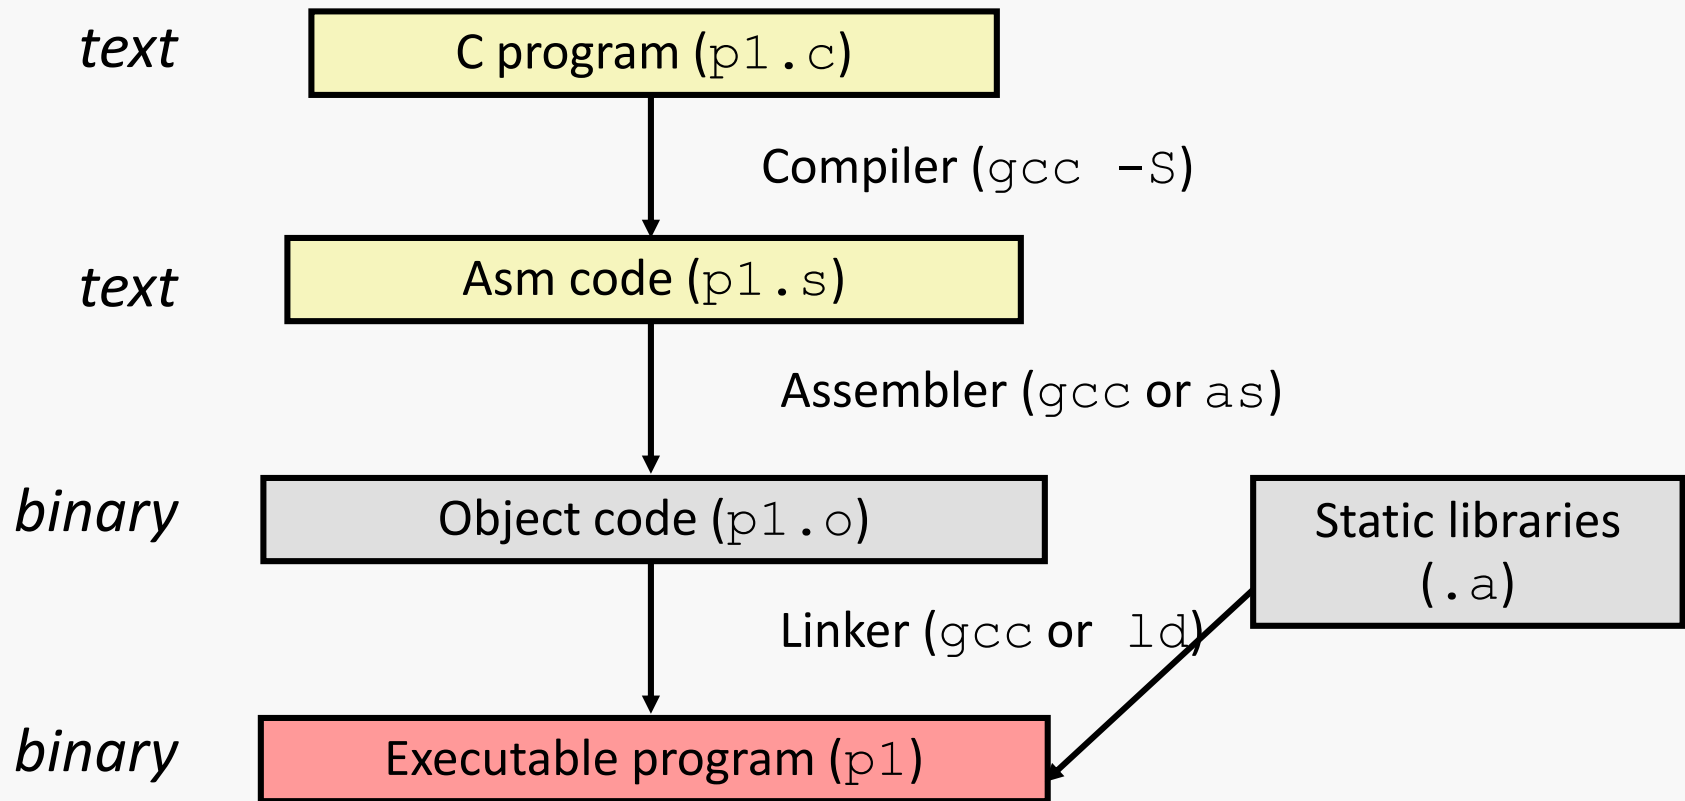 text
C program (p1.c)
Compiler (gcc -S)
text
Asm code (p1.s)
Assembler (gcc or as)
binary
Object code (p1.o)
Static libraries
(.a)
Linker (gcc or ld)
binary
Executable program (p1)